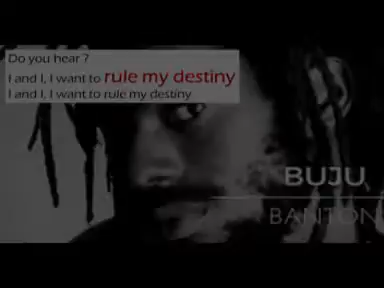 Do you hear ?
I and I, I want to rule my destiny
I and I, I want to rule my destiny
BUJU
BANTON